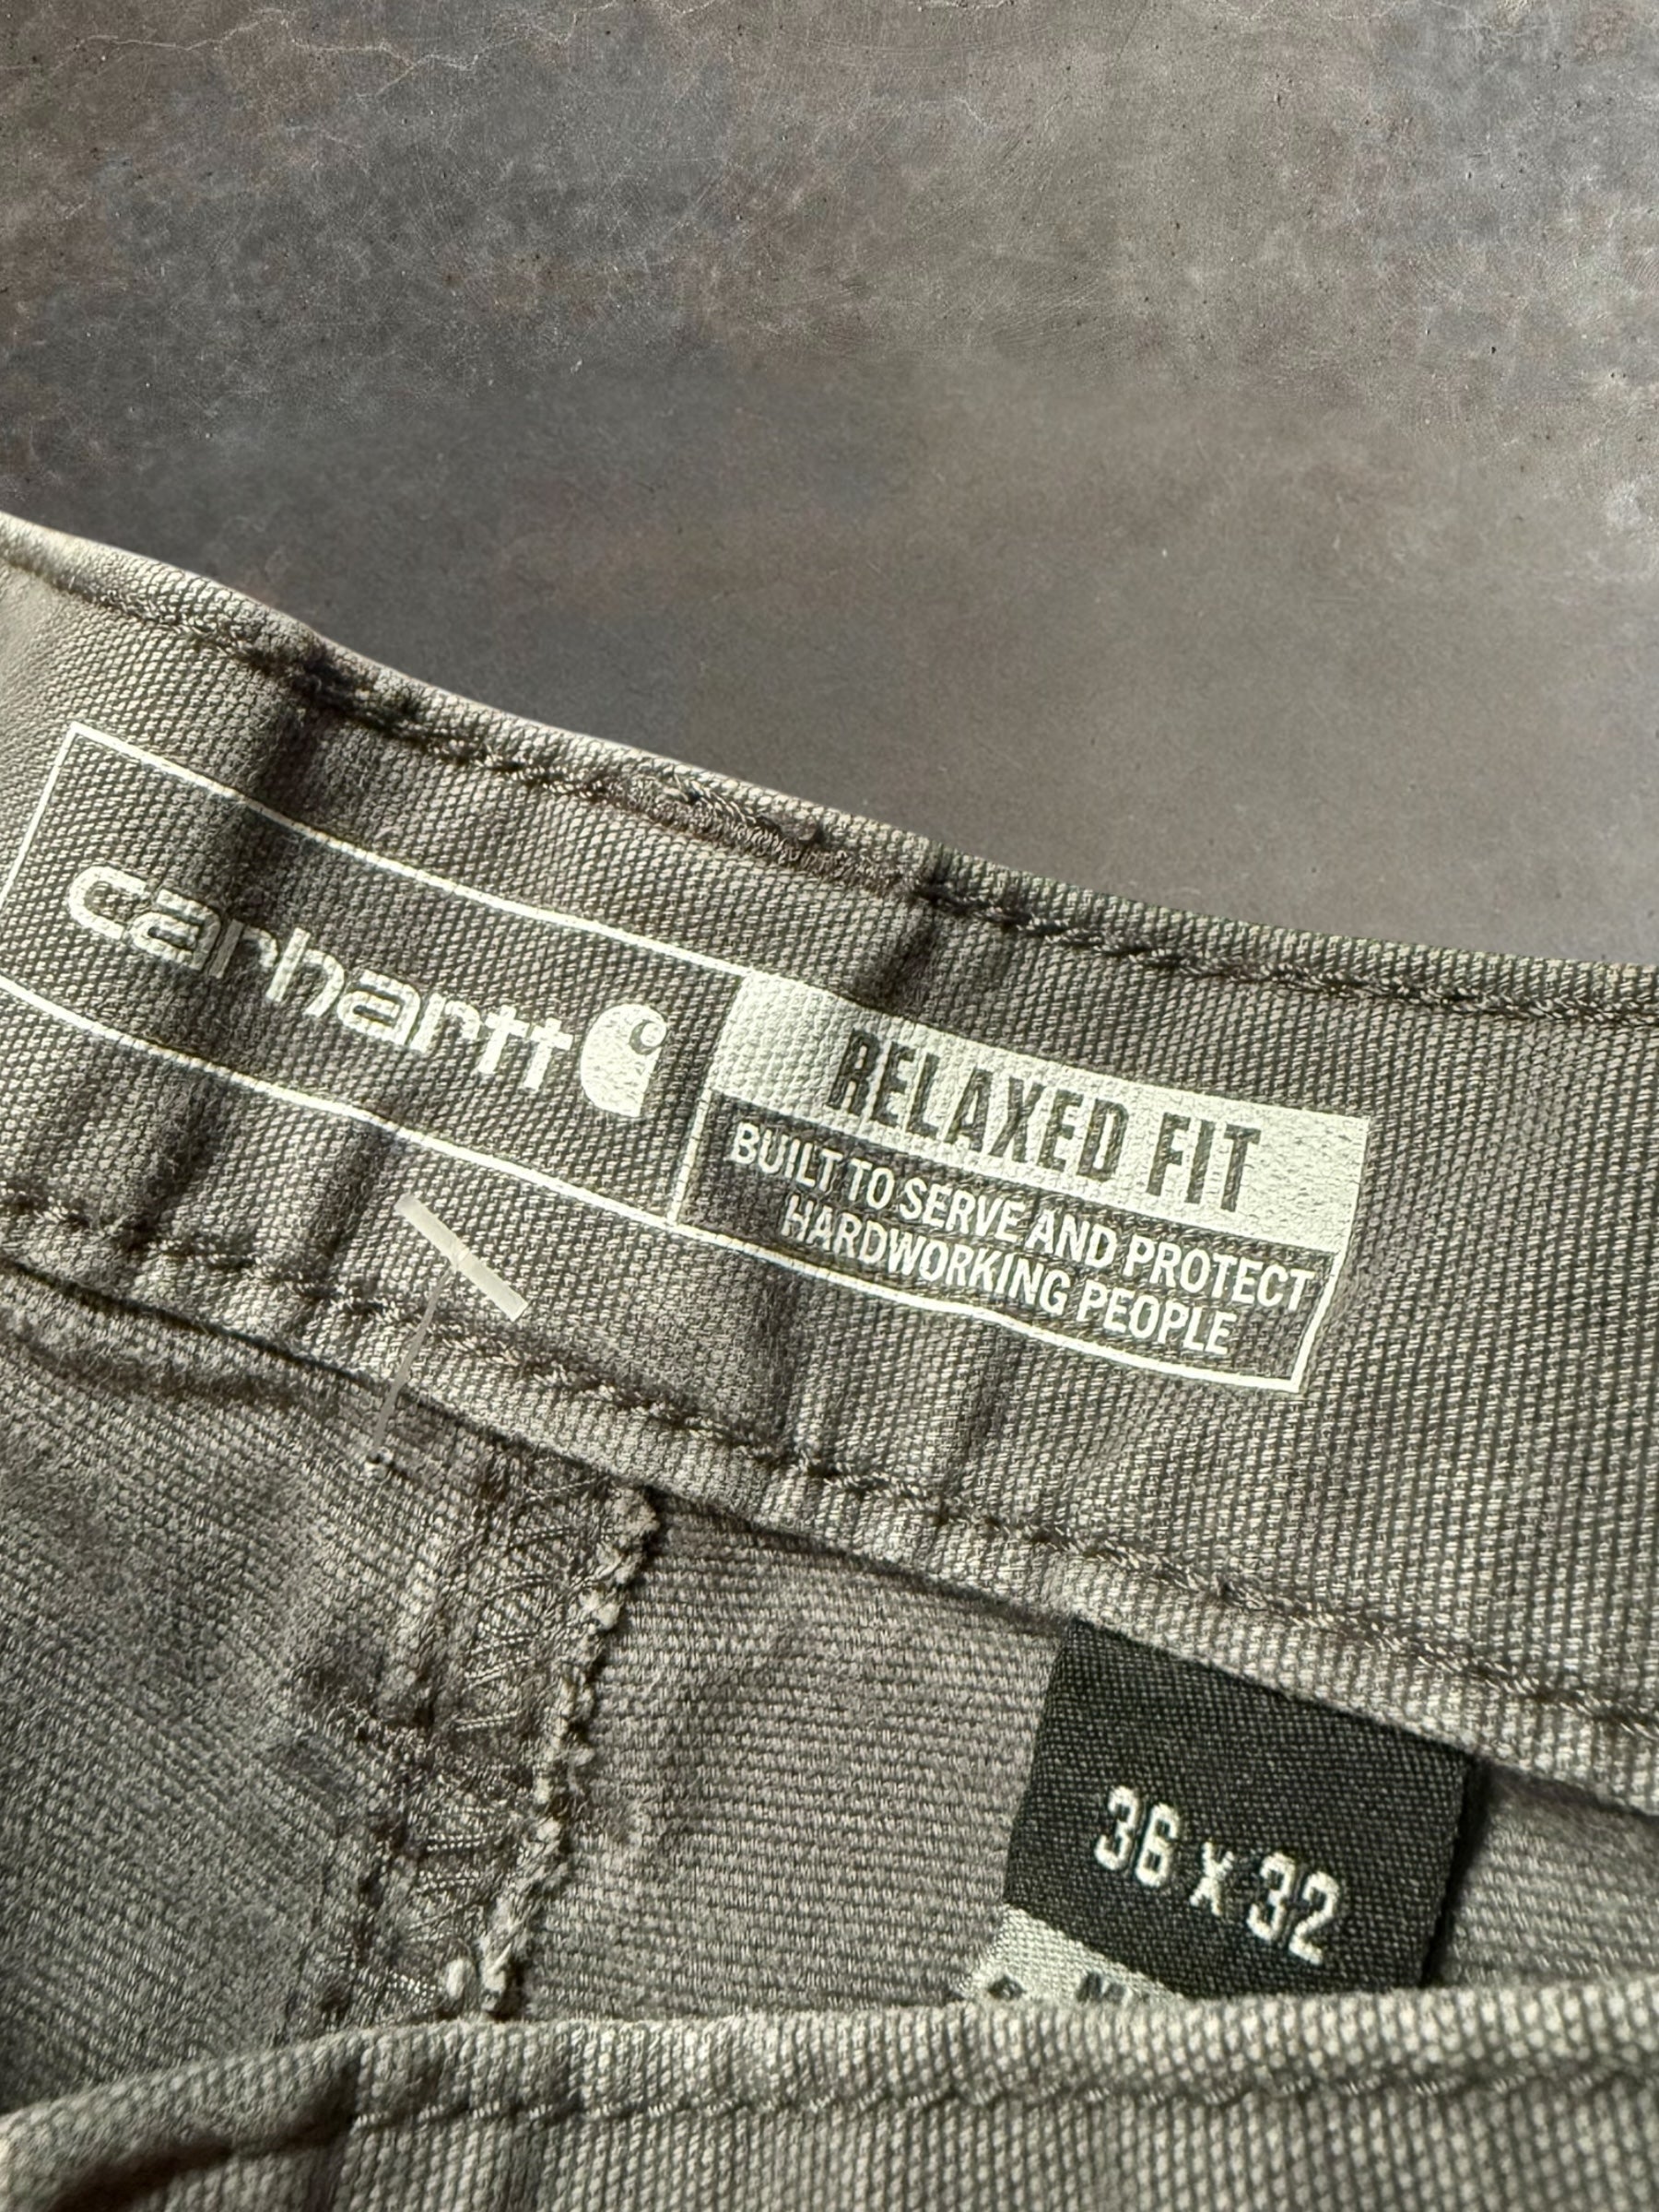 carhartt
RELAXED FIT
BUILT TO SERVE AND PROTECT
HARDWORKING PEOPLE
36 x 32